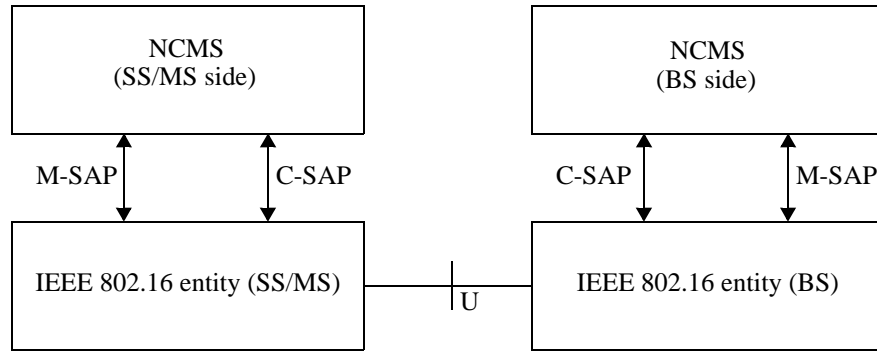 NCMS
(SS/MS side)
NCMS
(BS side)
M-SAP
C-SAP
C-SAP
M-SAP
IEEE 802.16 entity (SS/MS)
U
IEEE 802.16 entity (BS)